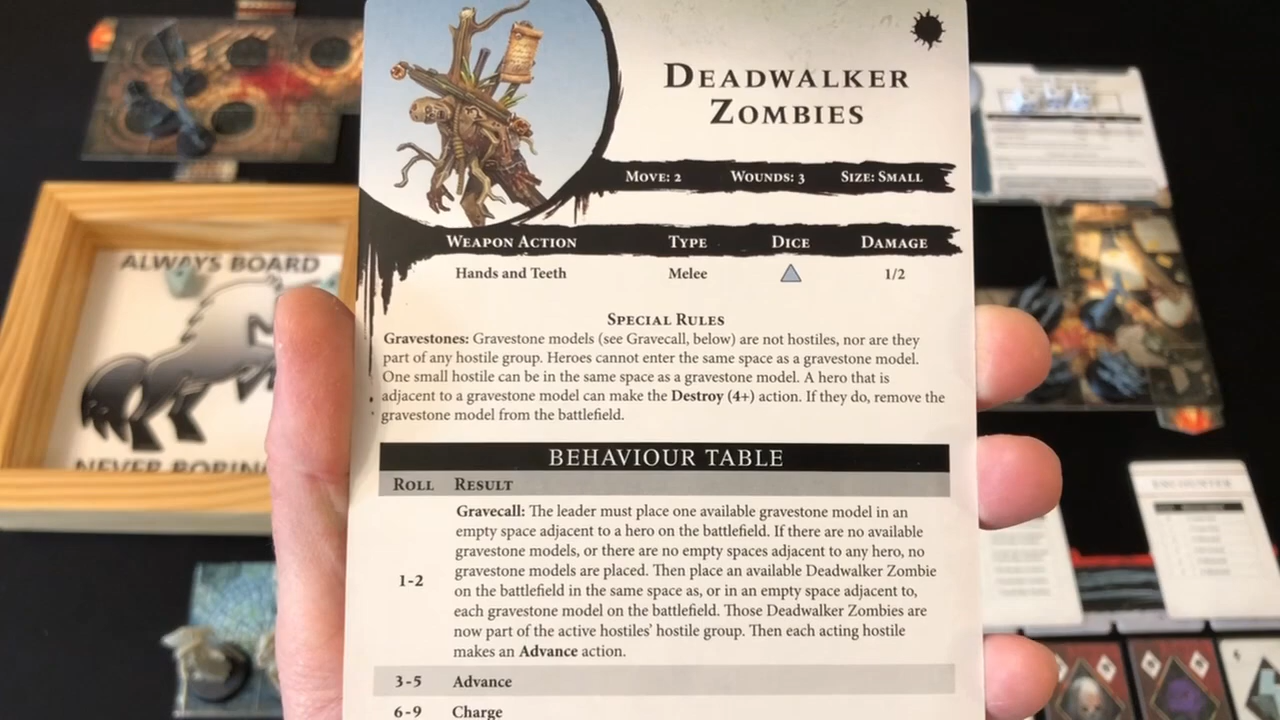 DEADWALKER
ZOMBIES
MOVE: 2 WOUNDS: 3 SIZE: SMALL
WEAPON ACTION TYPE DICE DAMAGE
Hands and Teeth Melee 1/2
SPECIAL RULES
Gravestones: Gravestone models (see Gravecall, below) are not hostiles, nor are they
part of any hostile group. Heroes cannot enter the same space as a gravestone model.
One small hostile can be in the same space as a gravestone model. A hero that is
adjacent to a gravestone model can make the Destroy (4+) action. If they do, remove the
gravestone model from the battlefield.
BEHAVIOUR TABLE
ROLL RESULT
1-2 Gravecall: The leader must place one available gravestone model in an
empty space adjacent to a hero on the battlefield. If there are no available
gravestone models, or there are no empty spaces adjacent to any hero, no
gravestone models are placed. Then place an available Deadwalker Zombie
on the battlefield in the same space as, or in an empty space adjacent to,
each gravestone model on the battlefield. Those Deadwalker Zombies are
now part of the active hostiles' hostile group. Then each acting hostile
makes an Advance action.
3-5 Advance
6-9 Charge
ALWAYS BOARD
NEVER BORING
ENCOUNTER